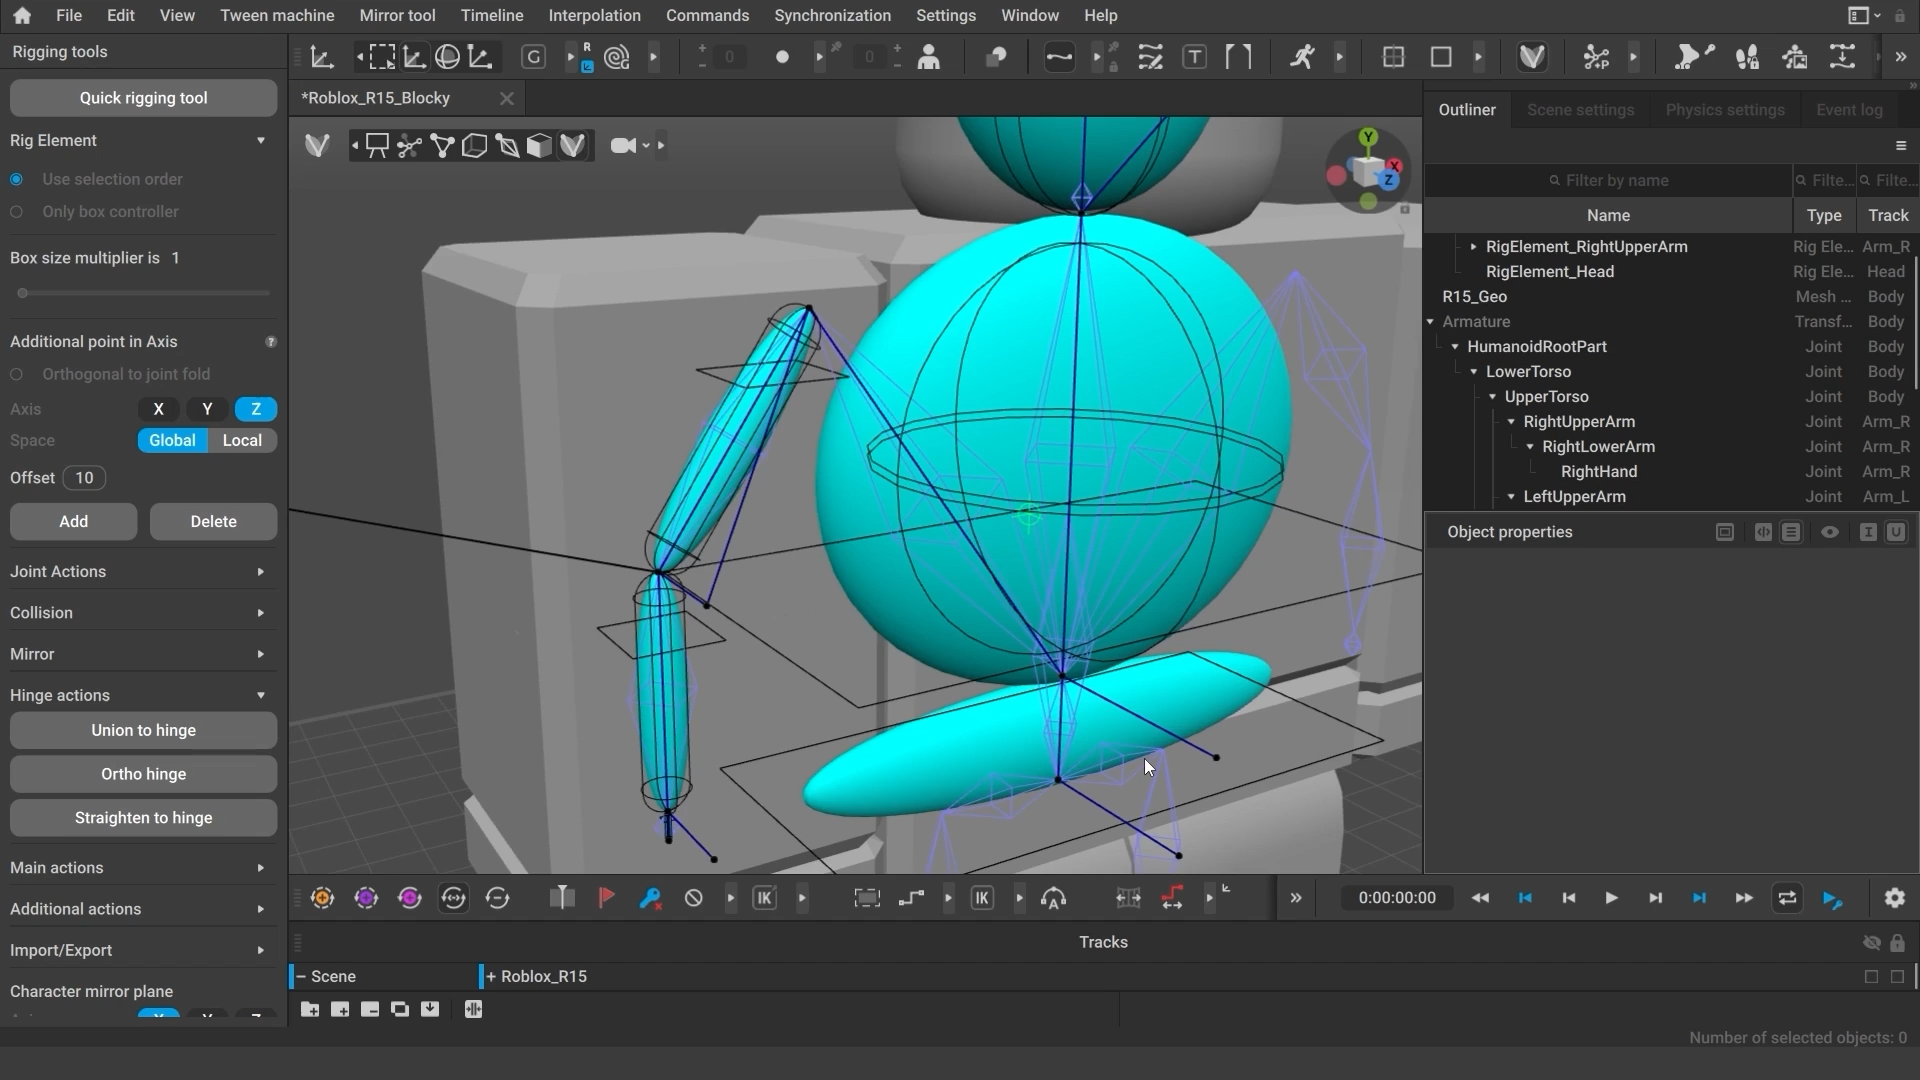 File Edit View Tween machine Mirror tool Timeline Interpolation Commands Synchronization Settings Window Help
Rigging tools
G R 0 0 T P
Quick rigging tool
*Roblox_R15_Blocky
Outliner Scene settings Physics settings Event log
Rig Element
Use selection order
Only box controller
Y X Z
Filter by name Filte... Filte...
Name Type Track
Box size multiplier is 1
RigElement_RightUpperArm Rig Ele... Arm_R
RigElement_Head Rig Ele... Head
R15_Geo Mesh ... Body
Armature Transf... Body
HumanoidRootPart Joint Body
LowerTorso Joint Body
UpperTorso Joint Body
RightUpperArm Joint Arm_R
RightLowerArm Joint Arm_R
RightHand Joint Arm_R
LeftUpperArm Joint Arm_L
Additional point in Axis ?
Orthogonal to joint fold
Axis X Y Z
Space Global Local
Offset 10
Add Delete
Object properties
I U
Joint Actions
Collision
Mirror
Hinge actions
Union to hinge
Ortho hinge
Straighten to hinge
Main actions
Additional actions
Import/Export
Character mirror plane
X Y Z
IK IK A 0:00:00:00
Tracks
− Scene + Roblox_R15
Number of selected objects: 0